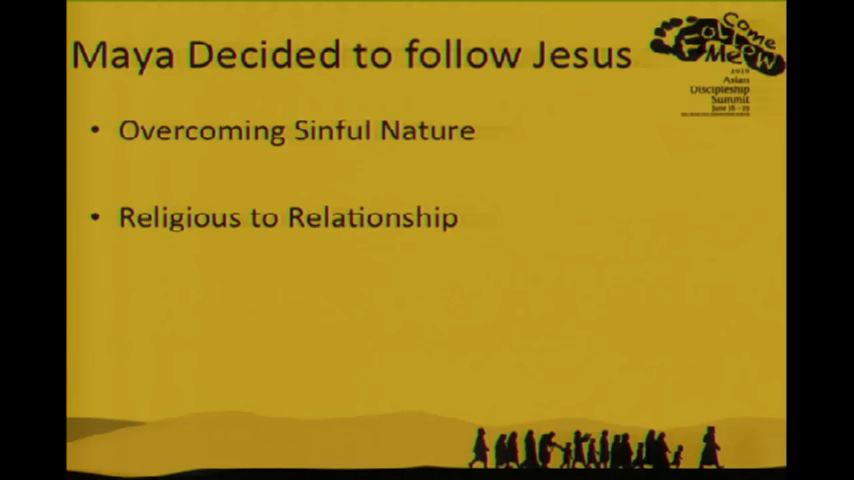 Maya Decided to follow Jesus
Come
Follow
Me
Asian
Discipleship
Summit
• Overcoming Sinful Nature
• Religious to Relationship